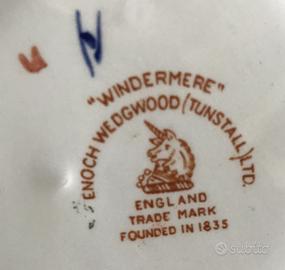 "WINDERMERE"
ENOCH WEDGWOOD (TUNSTALL) LTD.
ENGLAND
TRADE MARK
FOUNDED IN 1835
subito